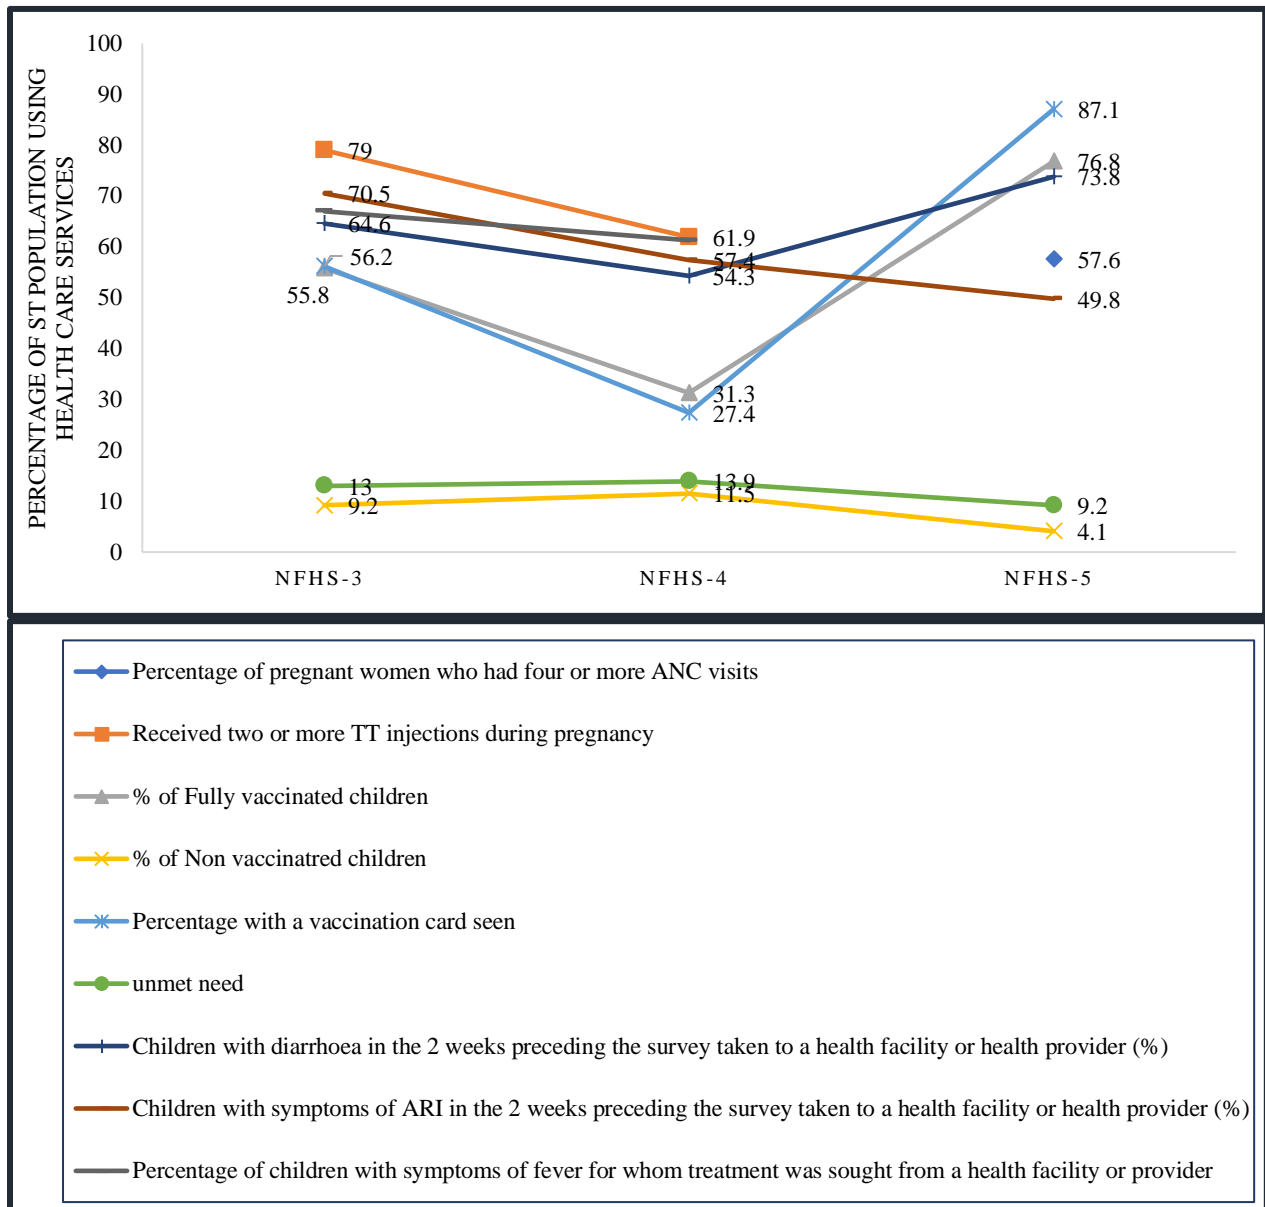 PERCENTAGE OF ST POPULATION USING
HEALTH CARE SERVICES
100
90
80
70
60
50
40
30
20
10
0
79
70.5
64.6
56.2
55.8
13
9.2
61.9
57.4
54.3
31.3
27.4
13.9
11.5
87.1
76.8
73.8
57.6
49.8
9.2
4.1
NFHS-3
NFHS-4
NFHS-5
Percentage of pregnant women who had four or more ANC visits
Received two or more TT injections during pregnancy
% of Fully vaccinated children
% of Non vaccinatred children
Percentage with a vaccination card seen
unmet need
Children with diarrhoea in the 2 weeks preceding the survey taken to a health facility or health provider (%)
Children with symptoms of ARI in the 2 weeks preceding the survey taken to a health facility or health provider (%)
Percentage of children with symptoms of fever for whom treatment was sought from a health facility or provider